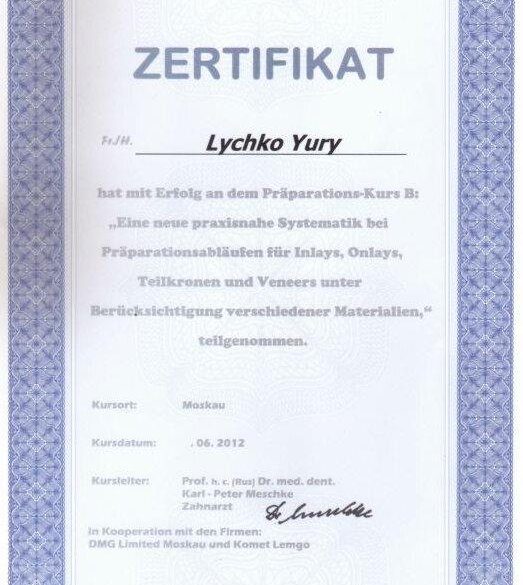 ZERTIFIKAT
Fr./H. Lychko Yury
hat mit Erfolg an dem Präparations-Kurs B:
„Eine neue praxisnahe Systematik bei
Präparationsabläufen für Inlays, Onlays,
Teilkronen und Veneers unter
Berücksichtigung verschiedener Materialien,“
teilgenommen.
Kursort: Moskau
Kursdatum: . 06. 2012
Kursleiter: Prof. h. c. (Rus) Dr. med. dent.
Karl - Peter Meschke
Zahnarzt
In Kooperation mit den Firmen:
DMG Limited Moskau und Komet Lemgo